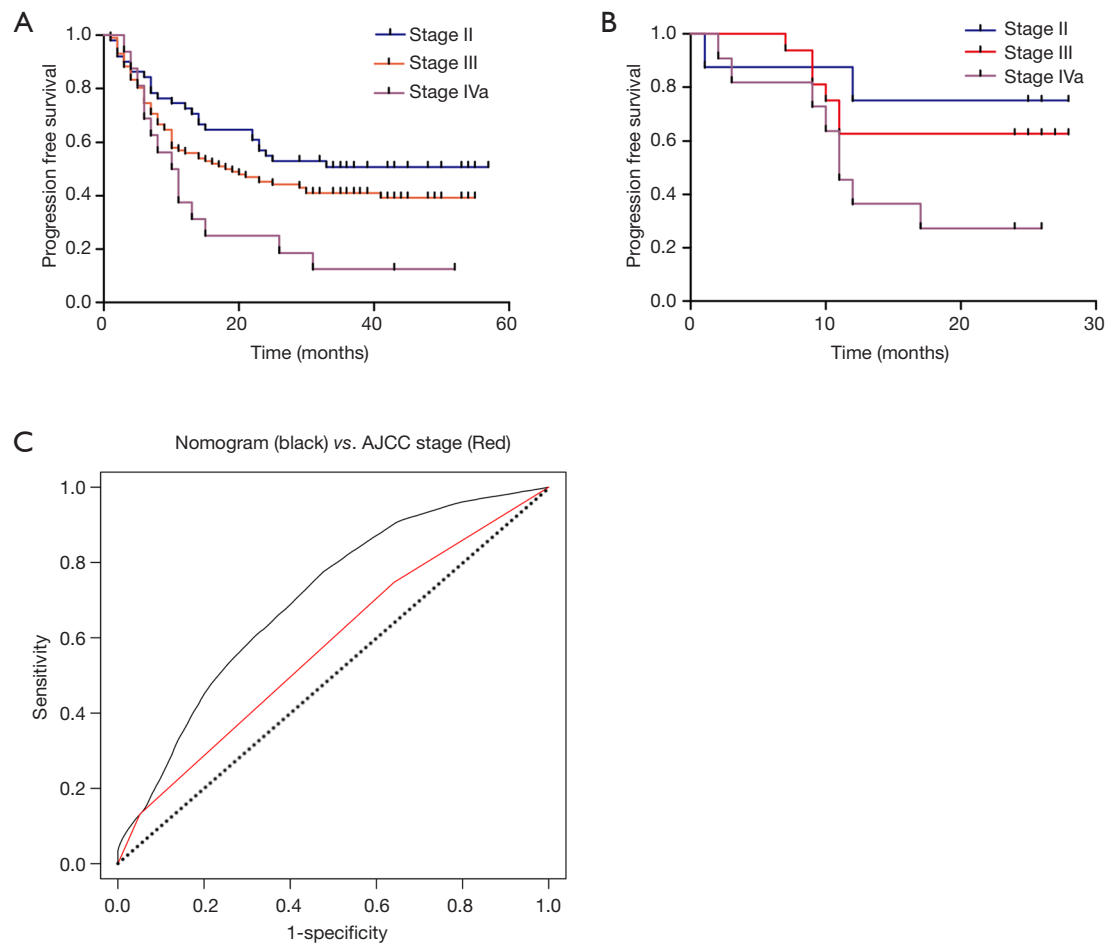 A
Stage II
Stage III
Stage IVa
Progression free survival
1.0
0.8
0.6
0.4
0.2
0.0
0
20
40
60
Time (months)
B
Stage II
Stage III
Stage IVa
Progression free survival
1.0
0.8
0.6
0.4
0.2
0.0
0
10
20
30
Time (months)
C
Nomogram (black) vs. AJCC stage (Red)
Sensitivity
1.0
0.8
0.6
0.4
0.2
0.0
0.0
0.2
0.4
0.6
0.8
1.0
1-specificity